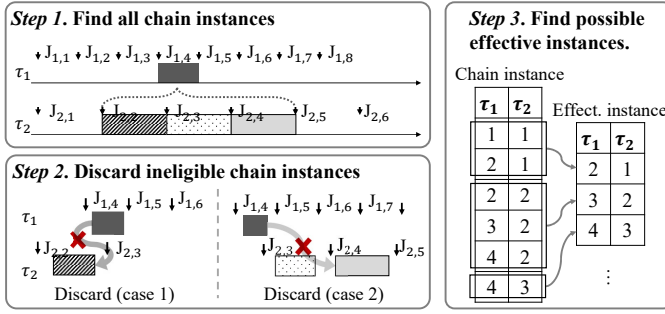 Step 1. Find all chain instances
J1,1 J1,2 J1,3 J1,4 J1,5 J1,6 J1,7 J1,8
τ1
J2,1 J2,2 J2,3 J2,4 J2,5 J2,6
τ2
Step 2. Discard ineligible chain instances
J1,4 J1,5 J1,6
τ1
J2,2 J2,3
τ2
Discard (case 1)
J1,4 J1,5 J1,6 J1,7
J2,3 J2,4 J2,5
Discard (case 2)
Step 3. Find possible
effective instances.
Chain instance
τ1 τ2
1 1
2 1
2 2
3 2
4 2
4 3
Effect. instance
τ1 τ2
2 1
3 2
4 3
⋮